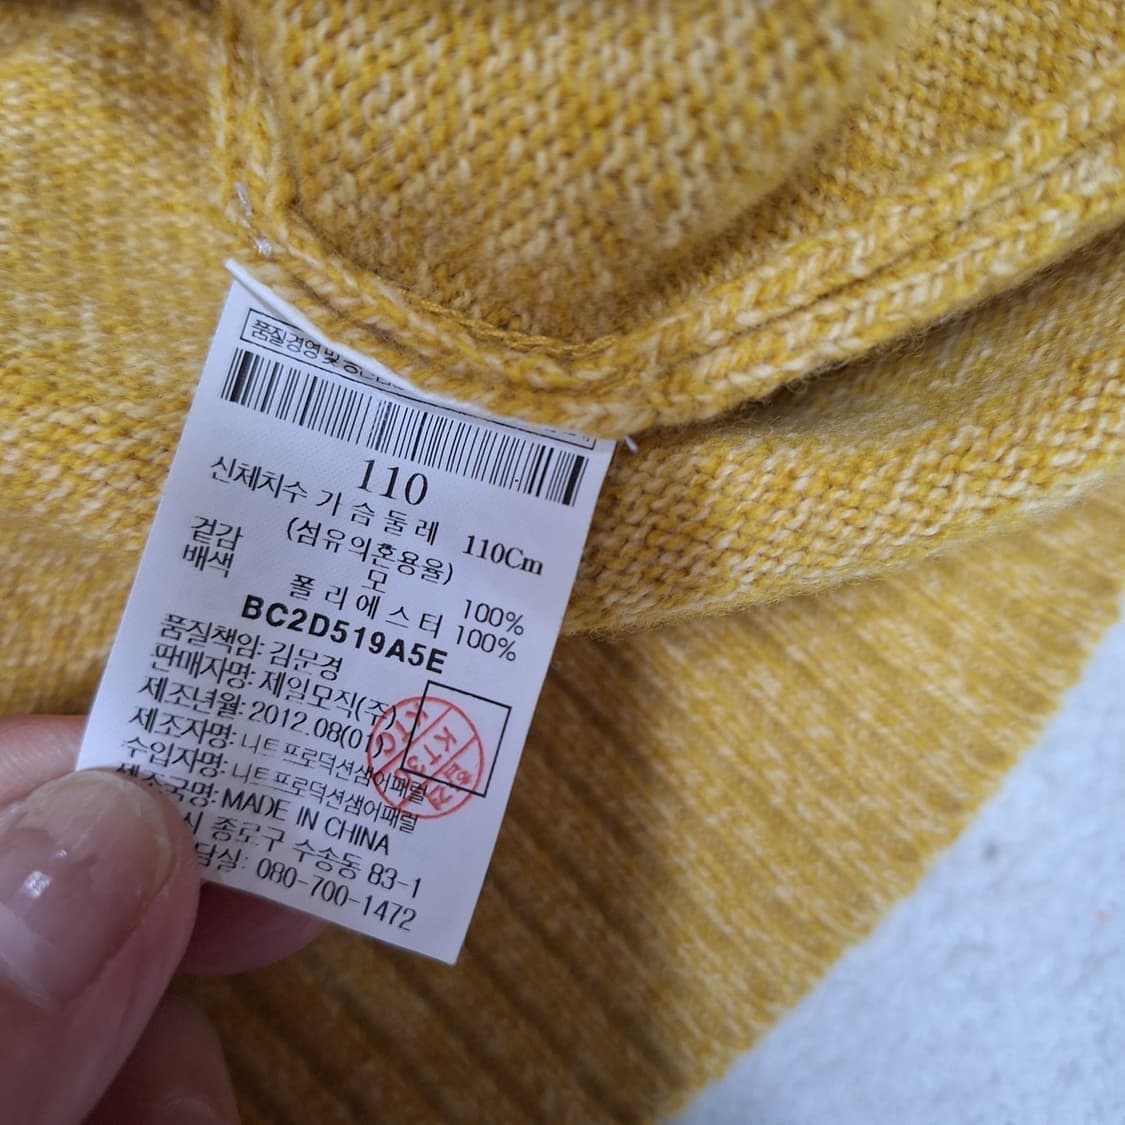 품질경영및
110
신체치수 가슴둘레 110Cm
(섬유의혼용율)
겉감 모 100%
배색 폴리에스터 100%
BC2D519A5E
품질책임: 김문경
판매자명: 제일모직(주)
제조년월: 2012.08(01)
제조자명: 니트프로덕션샘어패럴
수입자명: 니트프로덕션샘어패럴
제조국명: MADE IN CHINA
시 종로구 수송동 83-1
담실: 080-700-1472